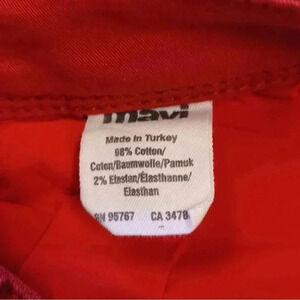 mavi
Made in Turkey
98% Cotton/
Coton/Baumwolle/Pamuk
2% Elastan/Élasthanne/
Elasthan
RN 95767 CA 3478